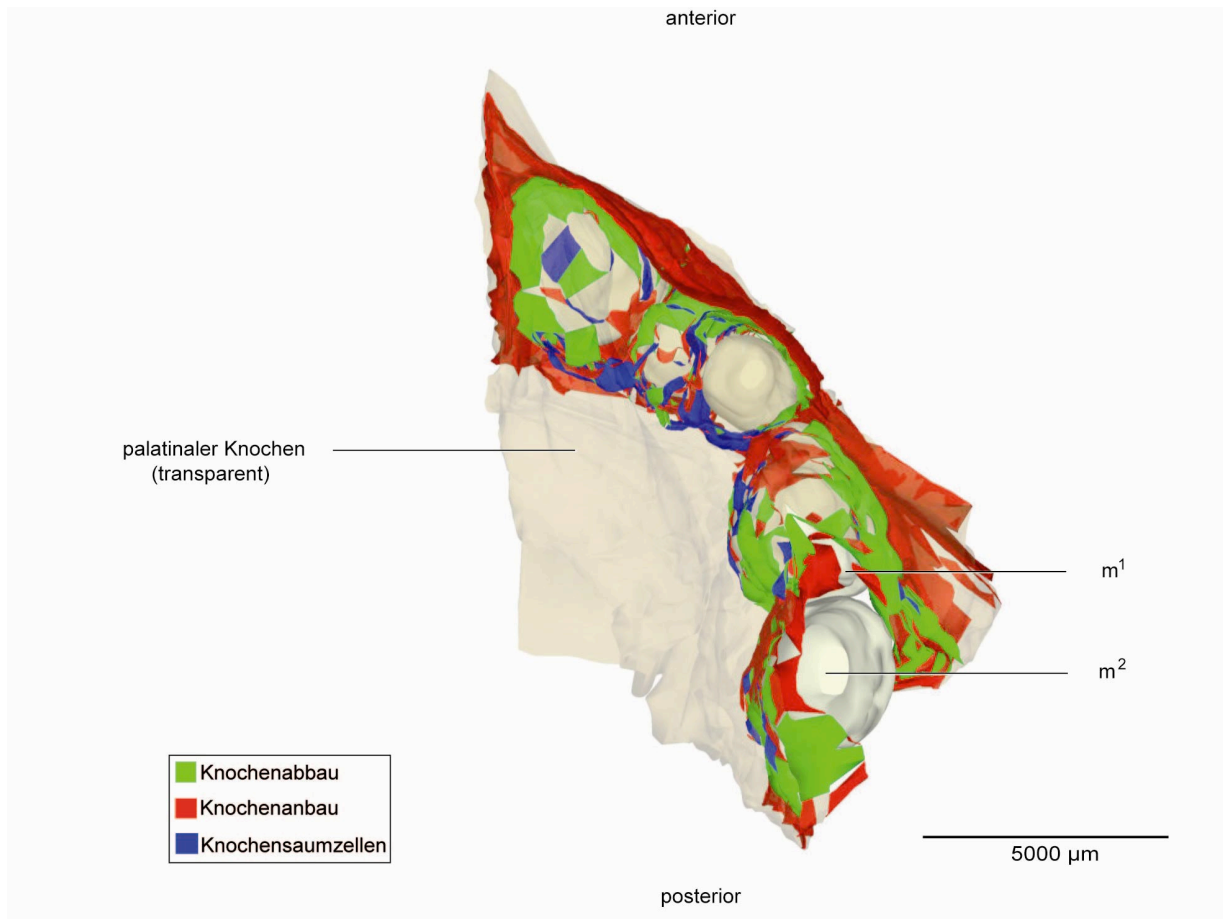 anterior
palatinaler Knochen
(transparent)
m¹
m²
Knochenabbau
Knochenanbau
Knochensaumzellen
5000 µm
posterior